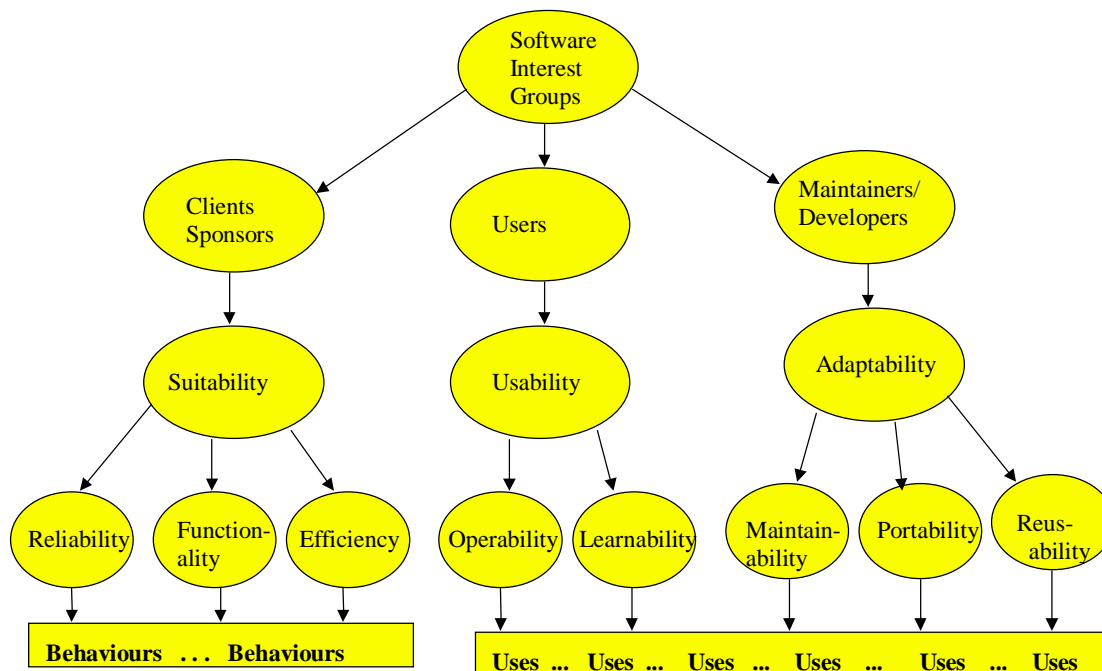 Software
Interest
Groups
Clients
Sponsors
Users
Maintainers/
Developers
Suitability
Usability
Adaptability
Reliability
Function-
ality
Efficiency
Operability
Learnability
Maintain-
ability
Portability
Reus-
ability
Behaviours . . . Behaviours
Uses ... Uses ... Uses ... Uses ... Uses ... Uses